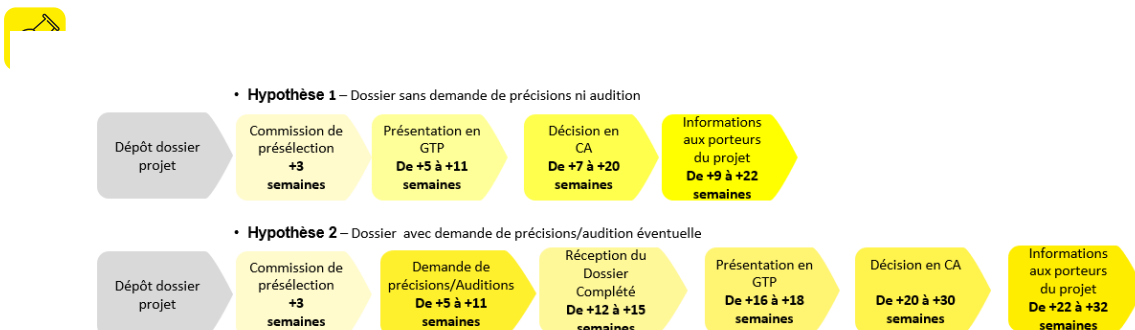 • Hypothèse 1 – Dossier sans demande de précisions ni audition
Dépôt dossier
projet
Commission de
présélection
+3
semaines
Présentation en
GTP
De +5 à +11
semaines
Décision en
CA
De +7 à +20
semaines
Informations
aux porteurs
du projet
De +9 à +22
semaines
• Hypothèse 2 – Dossier avec demande de précisions/audition éventuelle
Dépôt dossier
projet
Commission de
présélection
+3
semaines
Demande de
précisions/Auditions
De +5 à +11
semaines
Réception du
Dossier
Complété
De +12 à +15
semaines
Présentation en
GTP
De +16 à +18
semaines
Décision en CA
De +20 à +30
semaines
Informations
aux porteurs
du projet
De +22 à +32
semaines